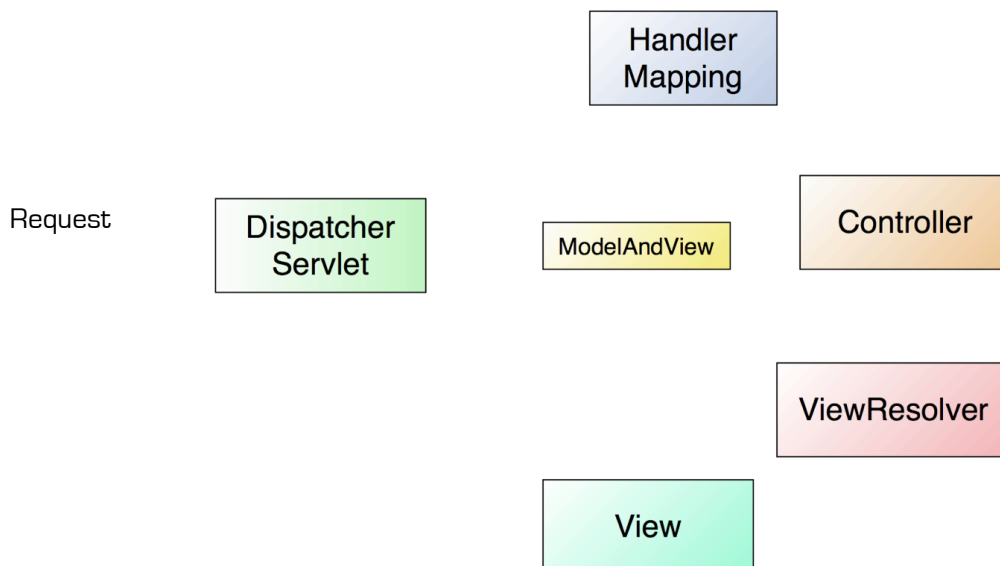 Handler
Mapping
Request
Dispatcher
Servlet
ModelAndView
Controller
ViewResolver
View